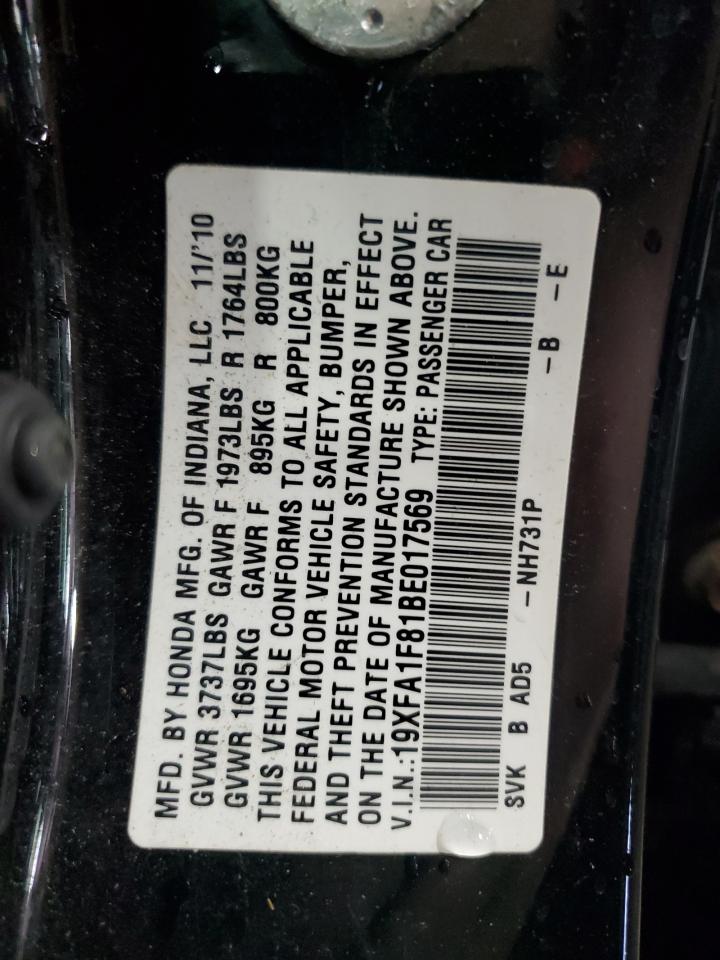 MFD. BY HONDA MFG. OF INDIANA, LLC 11/'10
GVWR 3737LBS GAWR F 1973LBS R 1764LBS
GVWR 1695KG GAWR F 895KG R 800KG
THIS VEHICLE CONFORMS TO ALL APPLICABLE
FEDERAL MOTOR VEHICLE SAFETY, BUMPER,
AND THEFT PREVENTION STANDARDS IN EFFECT
ON THE DATE OF MANUFACTURE SHOWN ABOVE.
V.I.N.:19XFA1F81BE017569 TYPE: PASSENGER CAR
SVK B AD5 -NH731P -B -E